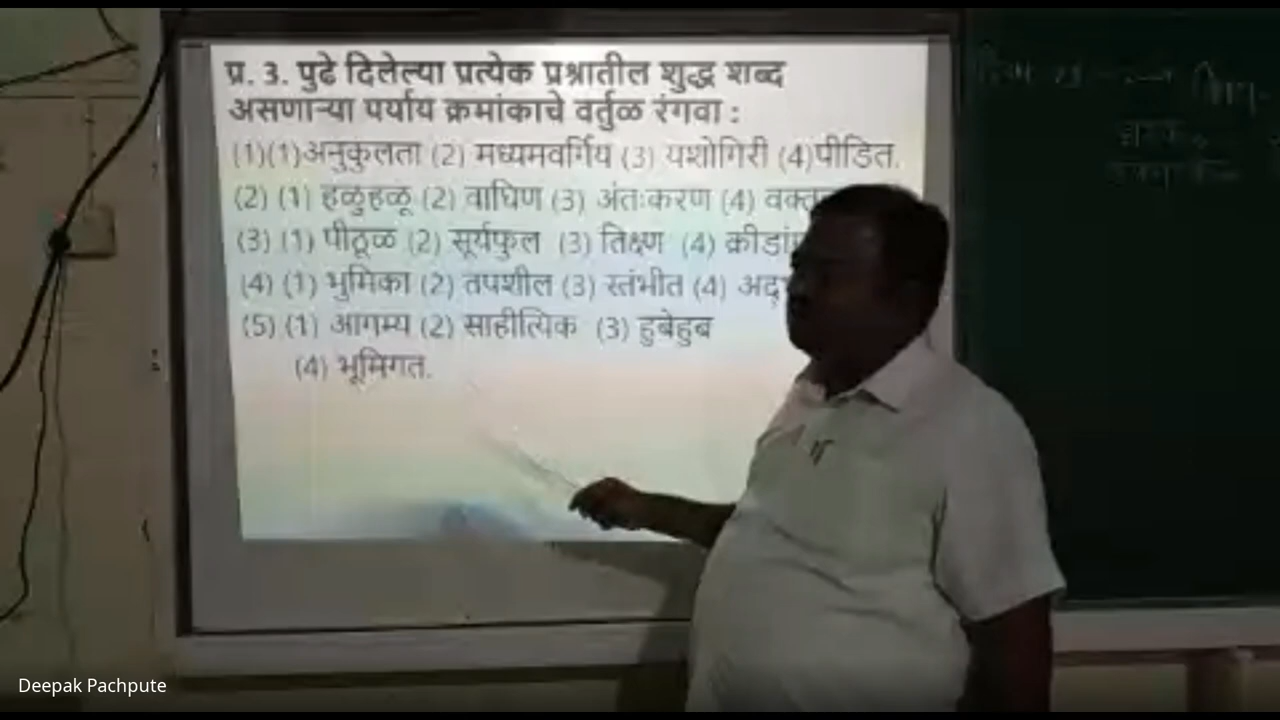 प्र. 3. पुढे दिलेल्या प्रत्येक प्रश्नातील शुद्ध शब्द
असणाऱ्या पर्याय क्रमांकाचे वर्तुळ रंगवा :
(1)(1)अनुकुलता (2) मध्यमवर्गिय (3) यशोगिरी (4)पीडित.
(2) (1) हळुहळू (2) वाघिण (3) अंतःकरण (4)
(3) (1) पीठूळ (2) सूर्यफुल (3) तिक्ष्ण (4)
(4) (1) भुमिका (2) तपशील (3) स्तंभीत (4)
(5) (1) आगम्य (2) साहीत्यिक (3) हुबेहुब
(4) भूमिगत.
Deepak Pachpute